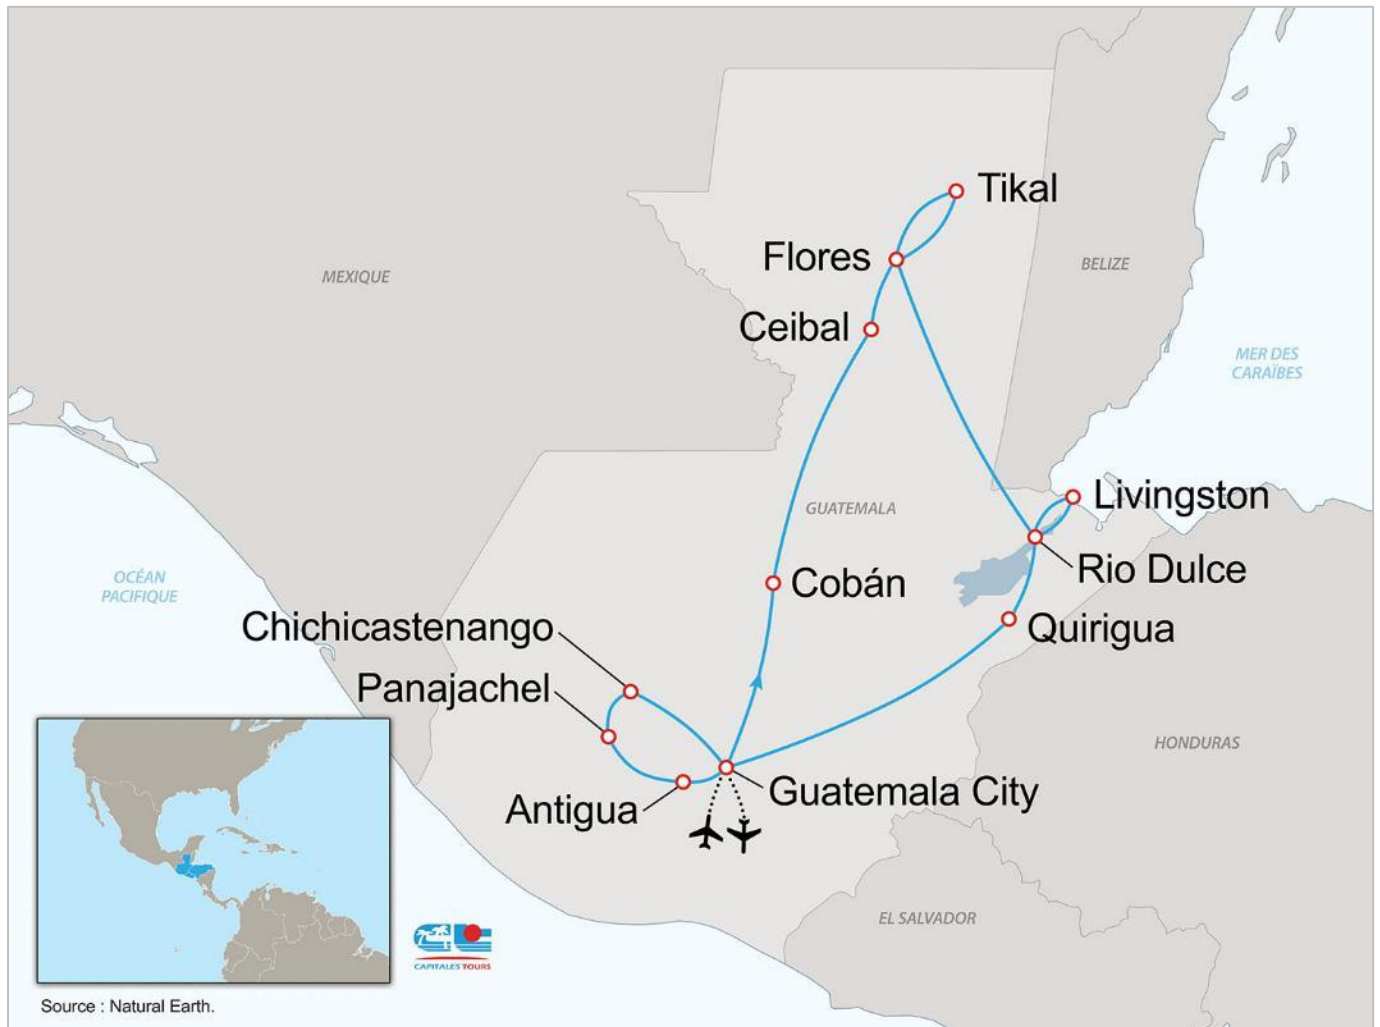 Tikal
Flores
BELIZE
MEXIQUE
Ceibal
MER DES
CARAÏBES
Livingston
GUATEMALA
Rio Dulce
OCÉAN
PACIFIQUE
Cobán
Chichicastenango
Quirigua
Panajachel
HONDURAS
Antigua
Guatemala City
EL SALVADOR
CAPITALES TOURS
Source : Natural Earth.